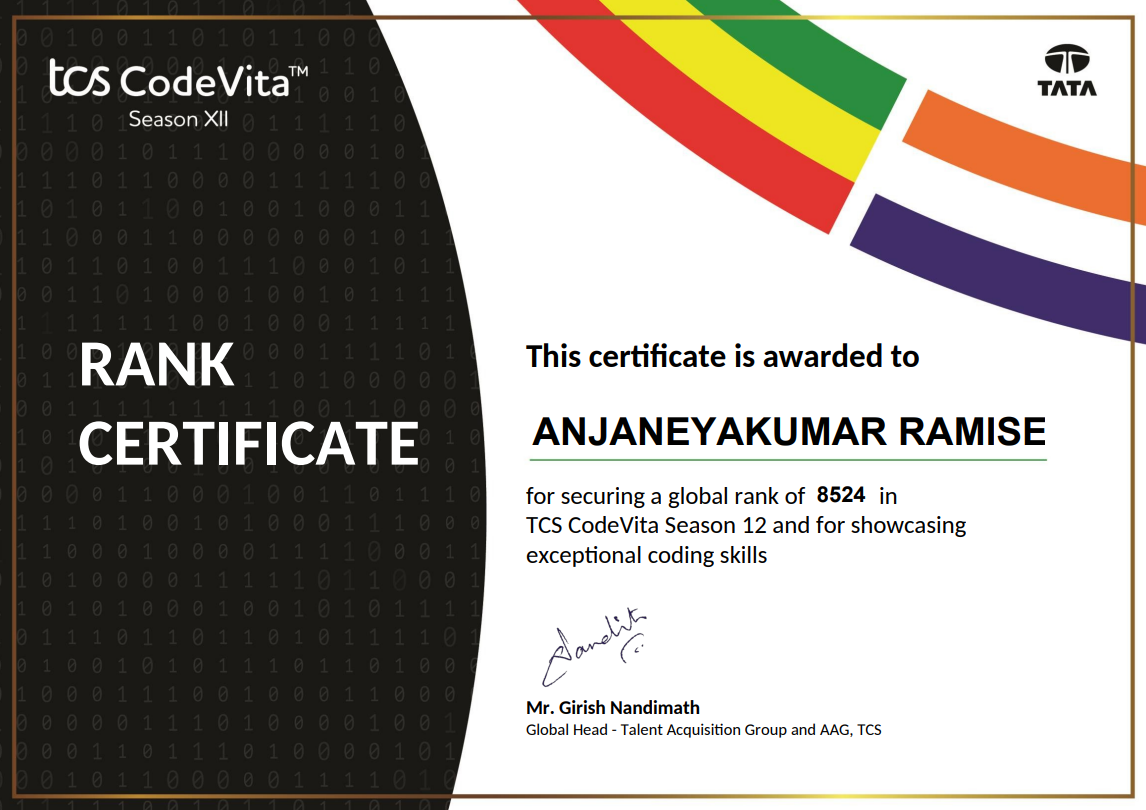 tcs CodeVita™
Season XII
TATA
RANK
CERTIFICATE
This certificate is awarded to
ANJANEYAKUMAR RAMISE
for securing a global rank of 8524 in
TCS CodeVita Season 12 and for showcasing
exceptional coding skills
Mr. Girish Nandimath
Global Head - Talent Acquisition Group and AAG, TCS